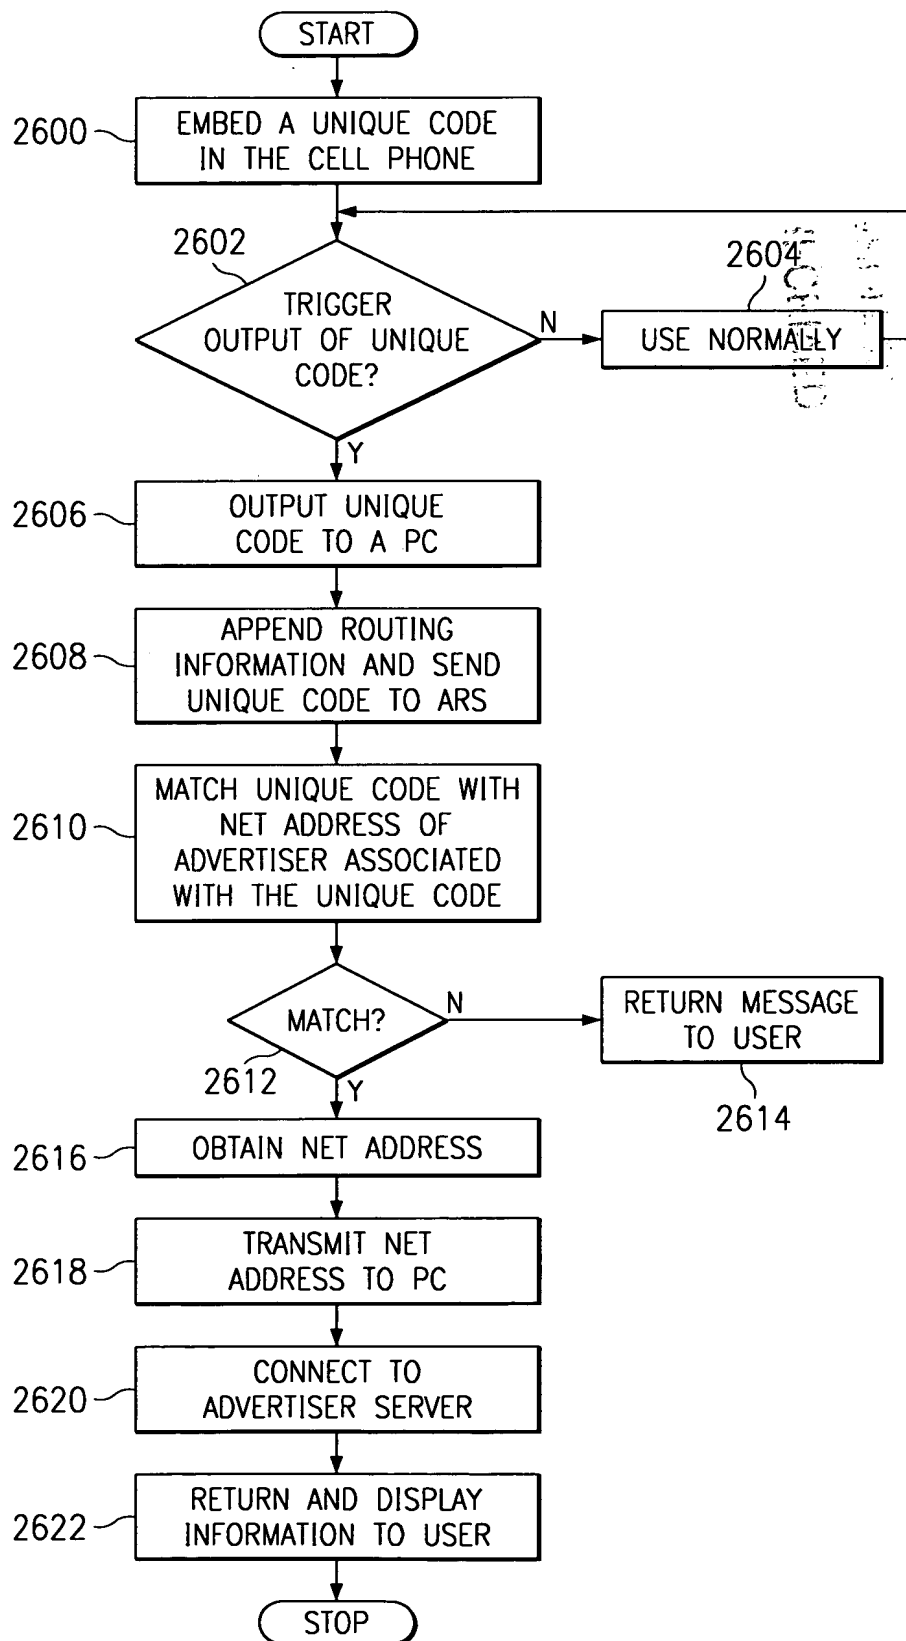 START
2600
EMBED A UNIQUE CODE
IN THE CELL PHONE
2602
TRIGGER
OUTPUT OF UNIQUE
CODE?
N
2604
USE NORMALLY
Y
2606
OUTPUT UNIQUE
CODE TO A PC
2608
APPEND ROUTING
INFORMATION AND SEND
UNIQUE CODE TO ARS
2610
MATCH UNIQUE CODE WITH
NET ADDRESS OF
ADVERTISER ASSOCIATED
WITH THE UNIQUE CODE
MATCH?
N
2612
Y
RETURN MESSAGE
TO USER
2614
2616
OBTAIN NET ADDRESS
2618
TRANSMIT NET
ADDRESS TO PC
2620
CONNECT TO
ADVERTISER SERVER
2622
RETURN AND DISPLAY
INFORMATION TO USER
STOP